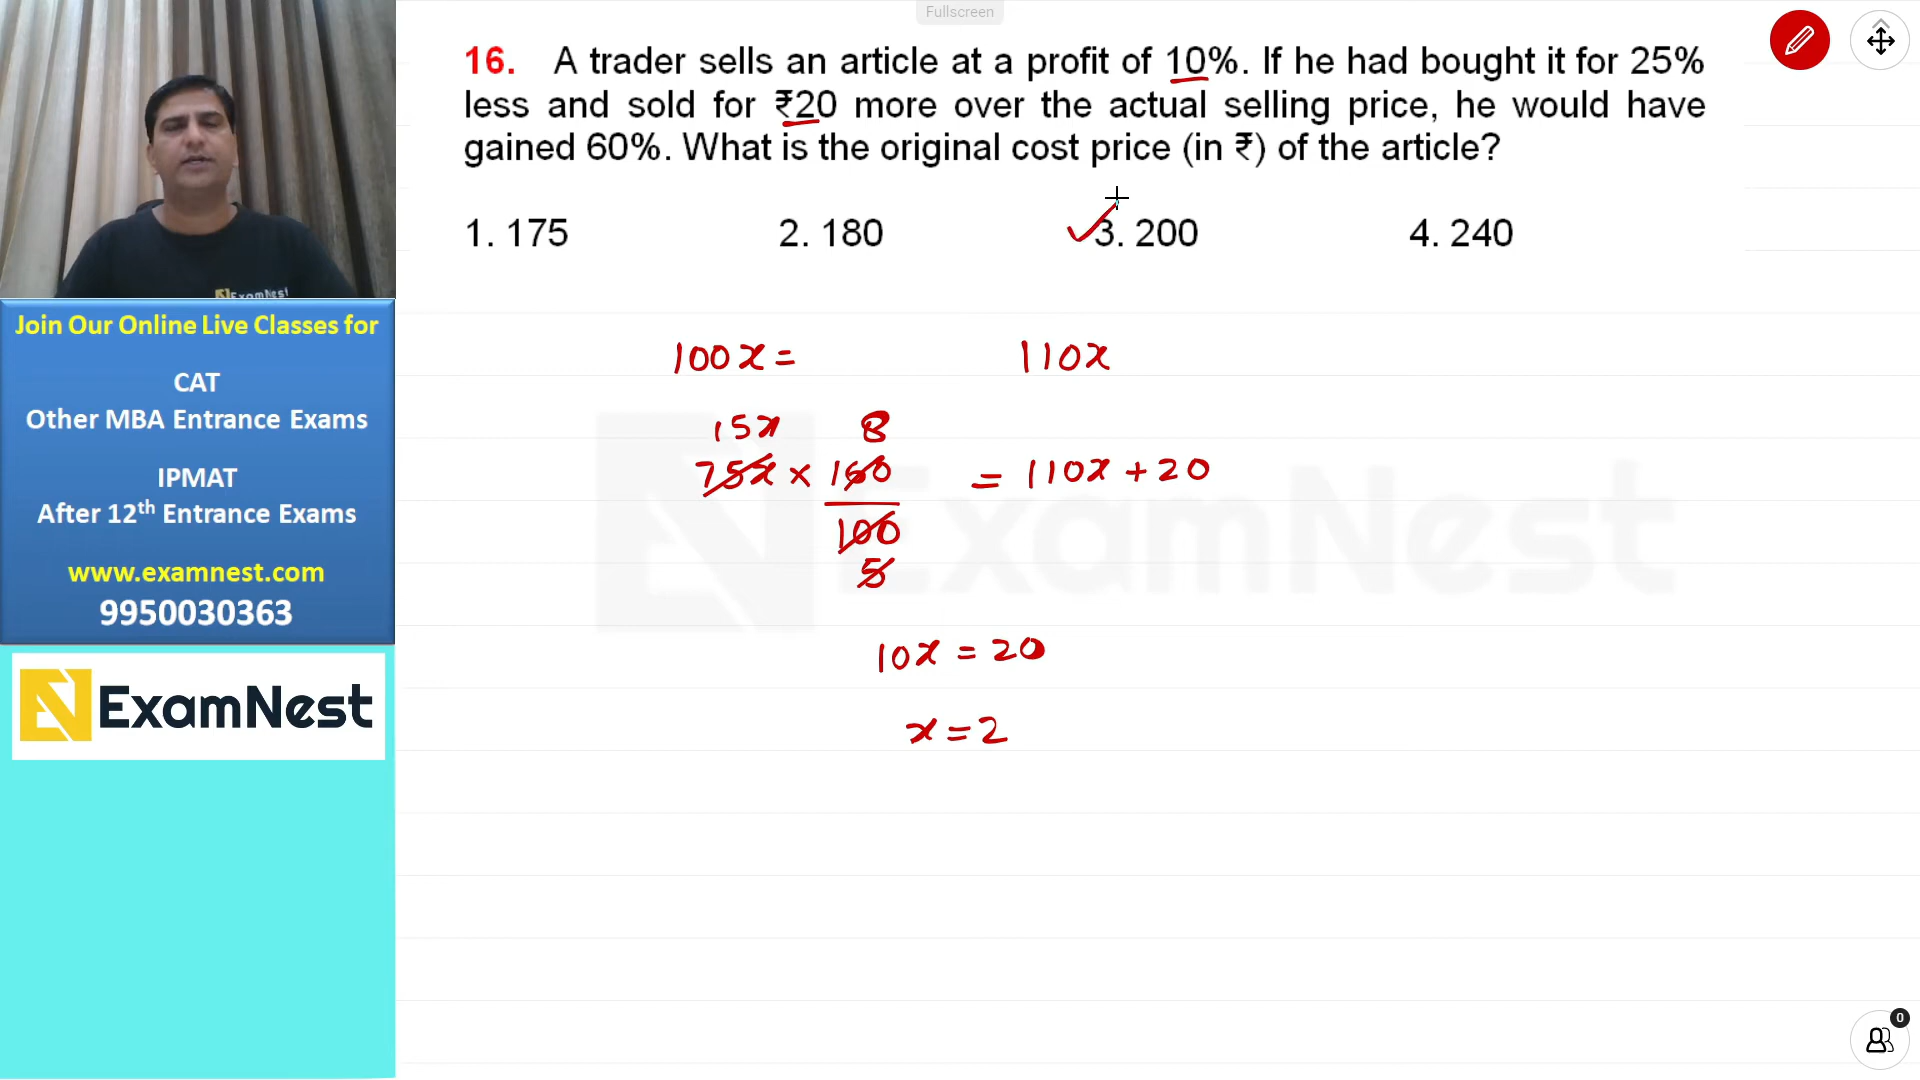 Fullscreen
16. A trader sells an article at a profit of 10%. If he had bought it for 25%
less and sold for ₹20 more over the actual selling price, he would have
gained 60%. What is the original cost price (in ₹) of the article?
1. 175 2. 180 3. 200 4. 240
ExamNest
Join Our Online Live Classes for
CAT
Other MBA Entrance Exams
IPMAT
After 12th Entrance Exams
www.examnest.com
9950030363
ExamNest
100x = 110x
15x 8
75x × 160 = 110x + 20
100
5
10x = 20
x = 2
ExamNest
0